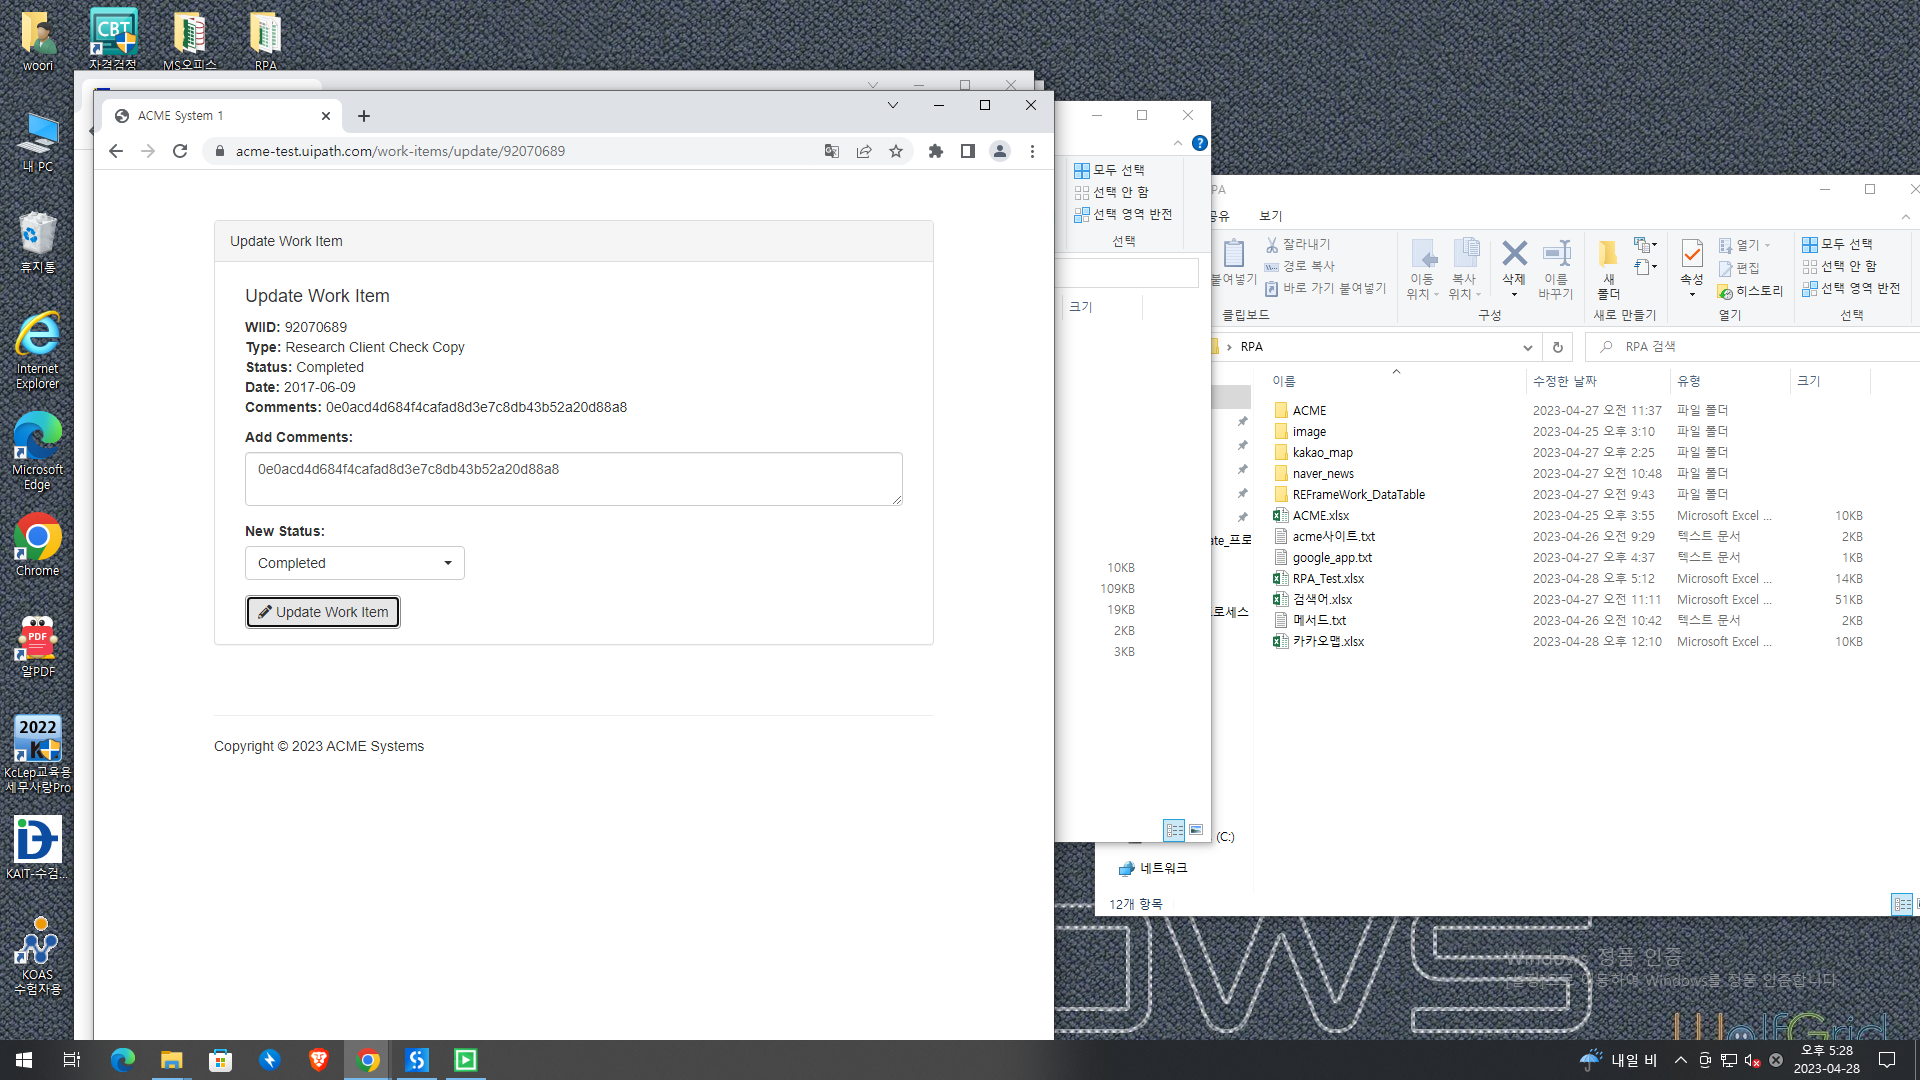 woori
자격검정
MS오피스
RPA
내 PC
휴지통
Internet
Explorer
Microsoft
Edge
Chrome
알PDF
2022
KcLep교육용
세무사랑Pro
KAIT-수검...
KOAS
수험자용
ACME System 1
acme-test.uipath.com/work-items/update/92070689
Update Work Item
Update Work Item
WIID: 92070689
Type: Research Client Check Copy
Status: Completed
Date: 2017-06-09
Comments: 0e0acd4d684f4cafad8d3e7c8db43b52a20d88a8
Add Comments:
0e0acd4d684f4cafad8d3e7c8db43b52a20d88a8
New Status:
Completed
Update Work Item
Copyright © 2023 ACME Systems
모두 선택
선택 안 함
선택 영역 반전
선택
크기
10KB
109KB
19KB
2KB
3KB
PA
공유 보기
붙여넣기
잘라내기
경로 복사
바로 가기 붙여넣기
클립보드
이동 위치
복사 위치
삭제
이름 바꾸기
구성
새 폴더
새로 만들기
속성
열기
편집
히스토리
열기
모두 선택
선택 안 함
선택 영역 반전
선택
RPA
RPA 검색
이름 수정한 날짜 유형 크기
ACME 2023-04-27 오전 11:37 파일 폴더
image 2023-04-25 오후 3:10 파일 폴더
kakao_map 2023-04-27 오후 2:25 파일 폴더
naver_news 2023-04-27 오전 10:48 파일 폴더
REFrameWork_DataTable 2023-04-27 오전 9:43 파일 폴더
ACME.xlsx 2023-04-25 오후 3:55 Microsoft Excel ... 10KB
acme사이트.txt 2023-04-26 오전 9:29 텍스트 문서 2KB
google_app.txt 2023-04-27 오후 4:37 텍스트 문서 1KB
RPA_Test.xlsx 2023-04-28 오후 5:12 Microsoft Excel ... 14KB
검색어.xlsx 2023-04-27 오전 11:11 Microsoft Excel ... 51KB
메서드.txt 2023-04-26 오전 10:42 텍스트 문서 2KB
카카오맵.xlsx 2023-04-28 오후 12:10 Microsoft Excel ... 10KB
ate_프로
로세스
(C:)
네트워크
12개 항목
Windows 정품 인증
Windows를 정품 인증합니다.
WolfGrid
내일 비
오후 5:28
2023-04-28